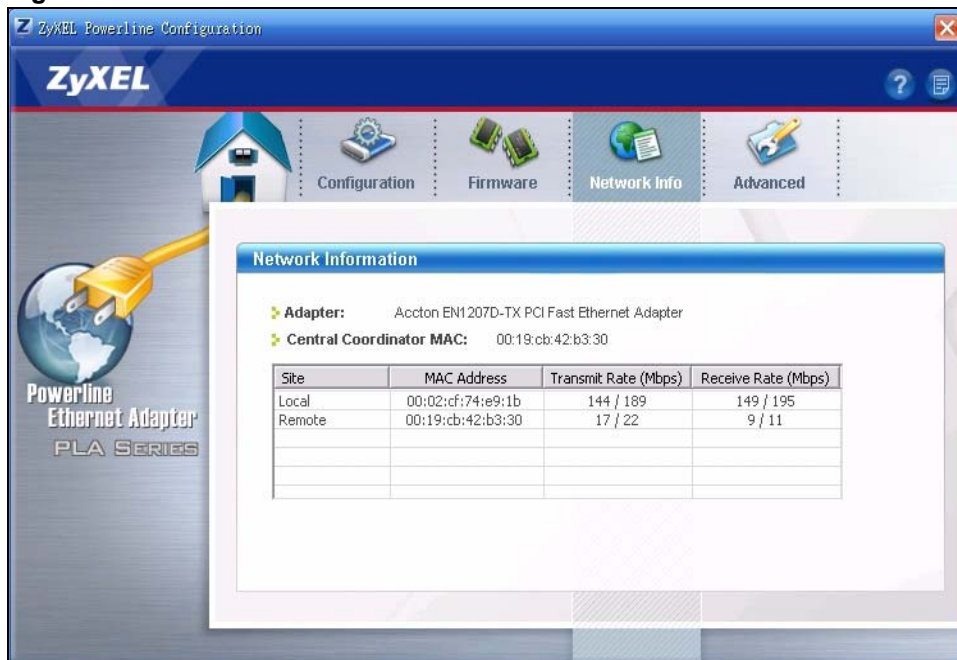 ZyXEL Powerline Configuration
ZyXEL
Configuration Firmware Network Info Advanced
Network Information
Adapter: Accton EN1207D-TX PCI Fast Ethernet Adapter
Central Coordinator MAC: 00:19:cb:42:b3:30
Site MAC Address Transmit Rate (Mbps) Receive Rate (Mbps)
Local 00:02:cf:74:e9:1b 144 / 189 149 / 195
Remote 00:19:cb:42:b3:30 17 / 22 9 / 11
Powerline
Ethernet Adapter
PLA SERIES